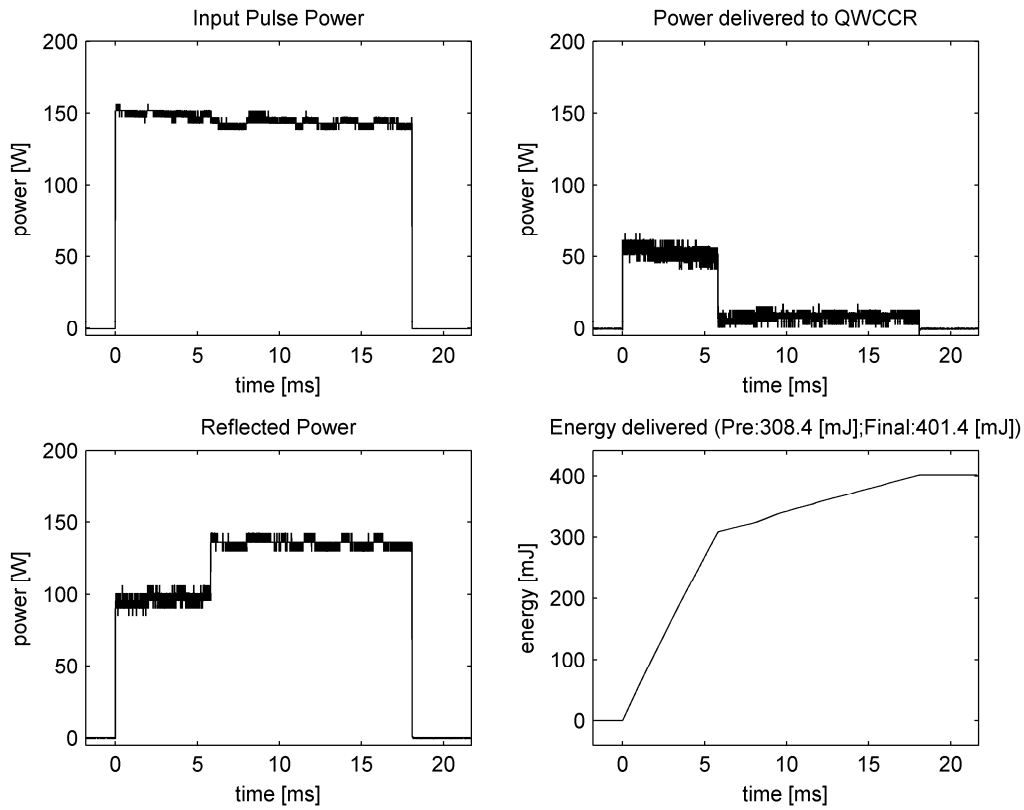 Input Pulse Power
200
150
100
50
0
power [W]
0 5 10 15 20
time [ms]
Power delivered to QWCCR
200
150
100
50
0
power [W]
0 5 10 15 20
time [ms]
Reflected Power
200
150
100
50
0
power [W]
0 5 10 15 20
time [ms]
Energy delivered (Pre:308.4 [mJ];Final:401.4 [mJ])
400
300
200
100
0
energy [mJ]
0 5 10 15 20
time [ms]